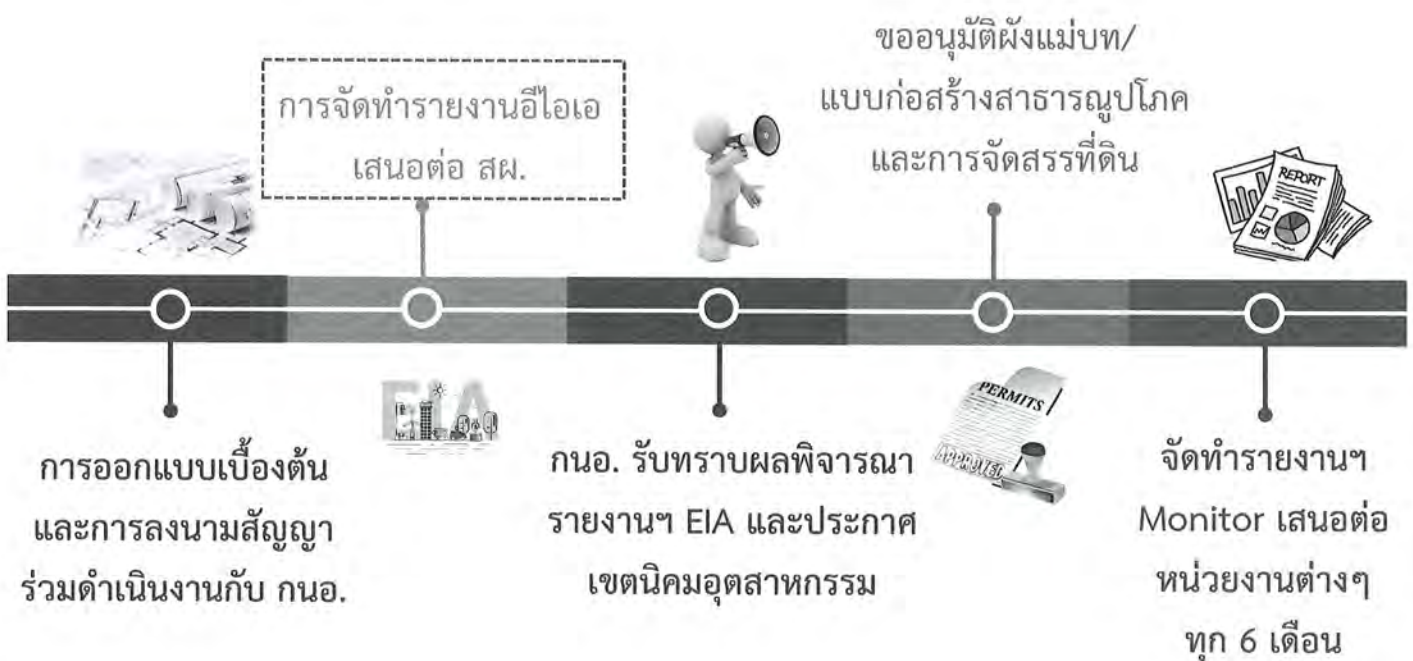 การออกแบบเบื้องต้น
และการลงนามสัญญา
ร่วมดำเนินงานกับ กนอ.
การจัดทำรายงานอีไอเอ
เสนอต่อ สผ.
EIA
กนอ. รับทราบผลพิจารณา
รายงานฯ EIA และประกาศ
เขตนิคมอุตสาหกรรม
ขออนุมัติผังแม่บท/
แบบก่อสร้างสาธารณูปโภค
และการจัดสรรที่ดิน
PERMITS
APPROVED
REPORT
จัดทำรายงานฯ
Monitor เสนอต่อ
หน่วยงานต่างๆ
ทุก 6 เดือน